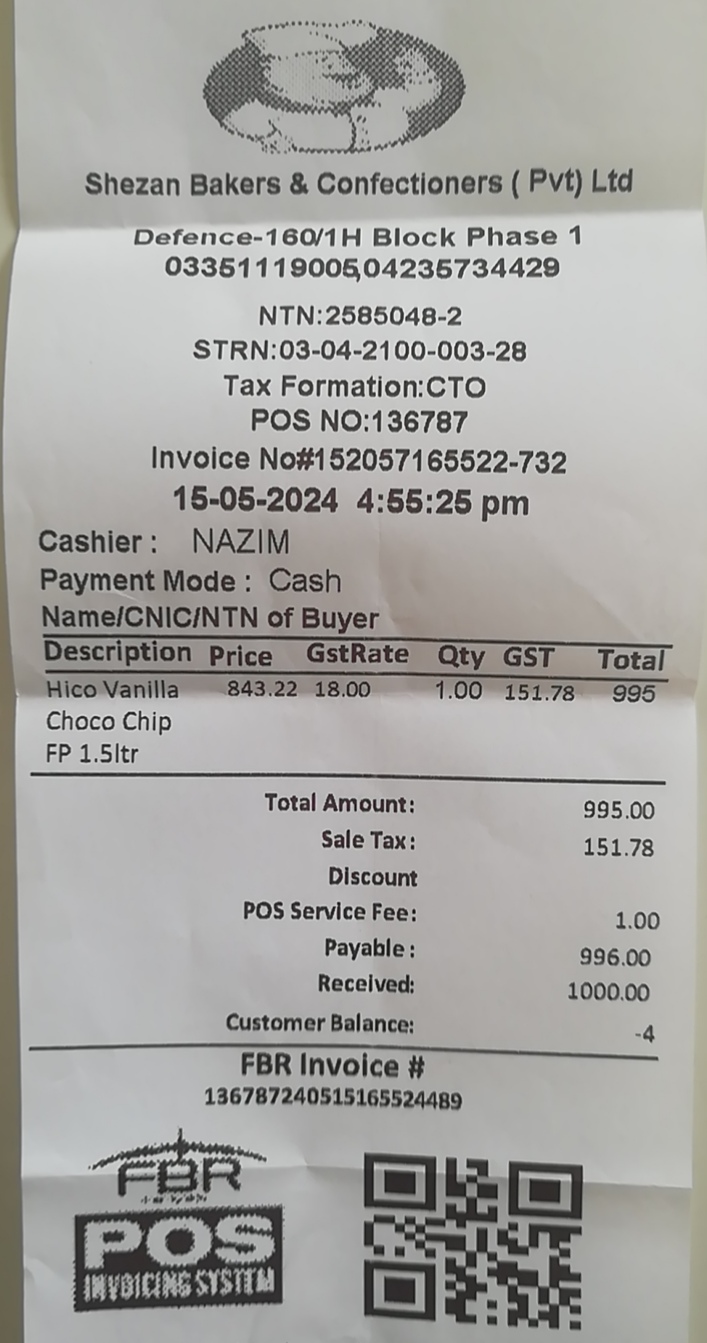 Shezan Bakers & Confectioners ( Pvt) Ltd
Defence-160/1H Block Phase 1
03351119005,04235734429
NTN:2585048-2
STRN:03-04-2100-003-28
Tax Formation:CTO
POS NO:136787
Invoice No#152057165522-732
15-05-2024 4:55:25 pm
Cashier : NAZIM
Payment Mode : Cash
Name/CNIC/NTN of Buyer
Description Price GstRate Qty GST Total
Hico Vanilla 843.22 18.00 1.00 151.78 995
Choco Chip
FP 1.5ltr
Total Amount: 995.00
Sale Tax: 151.78
Discount
POS Service Fee: 1.00
Payable : 996.00
Received: 1000.00
Customer Balance: -4
FBR Invoice #
136787240515165524489
FBR
POS
INVOICING SYSTEM